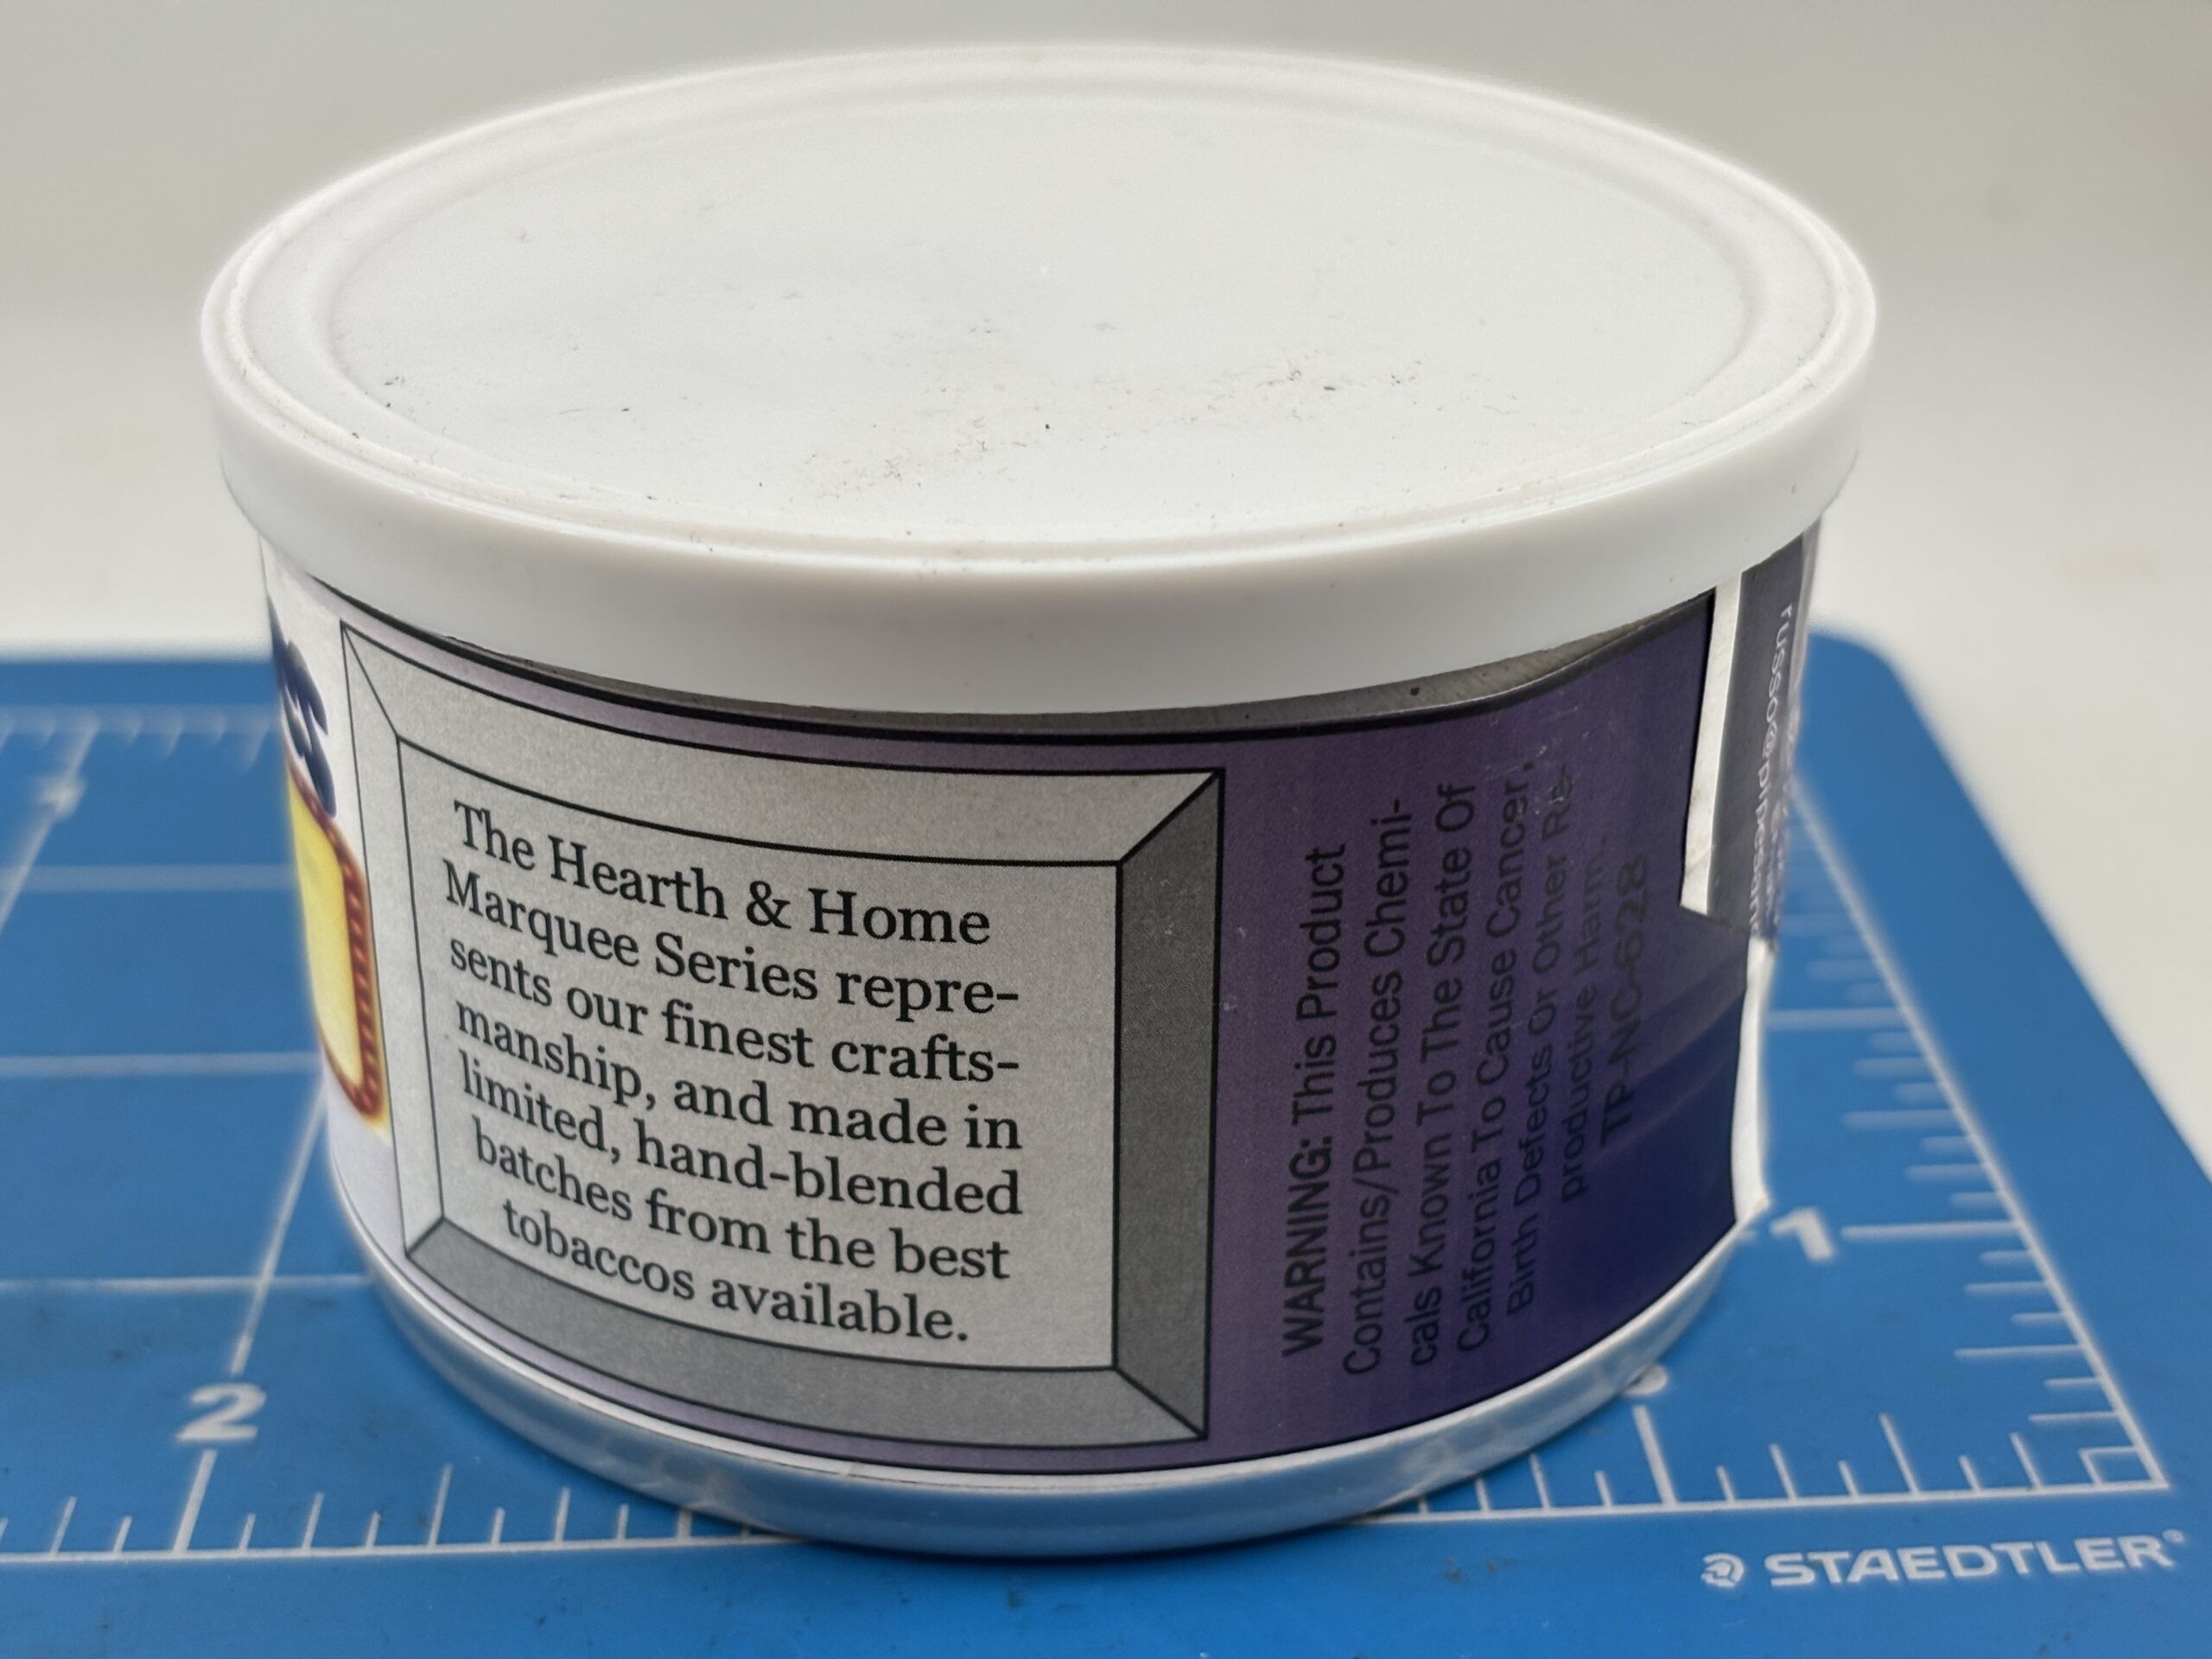 The Hearth & Home
Marquee Series repre-
sents our finest crafts-
manship, and made in
limited, hand-blended
batches from the best
tobaccos available.
WARNING: This Product
Contains/Produces Chemi-
cals Known To The State Of
California To Cause Cancer,
Birth Defects Or Other Re-
productive Harm.
TP-NC-628
2
1
STAEDTLER